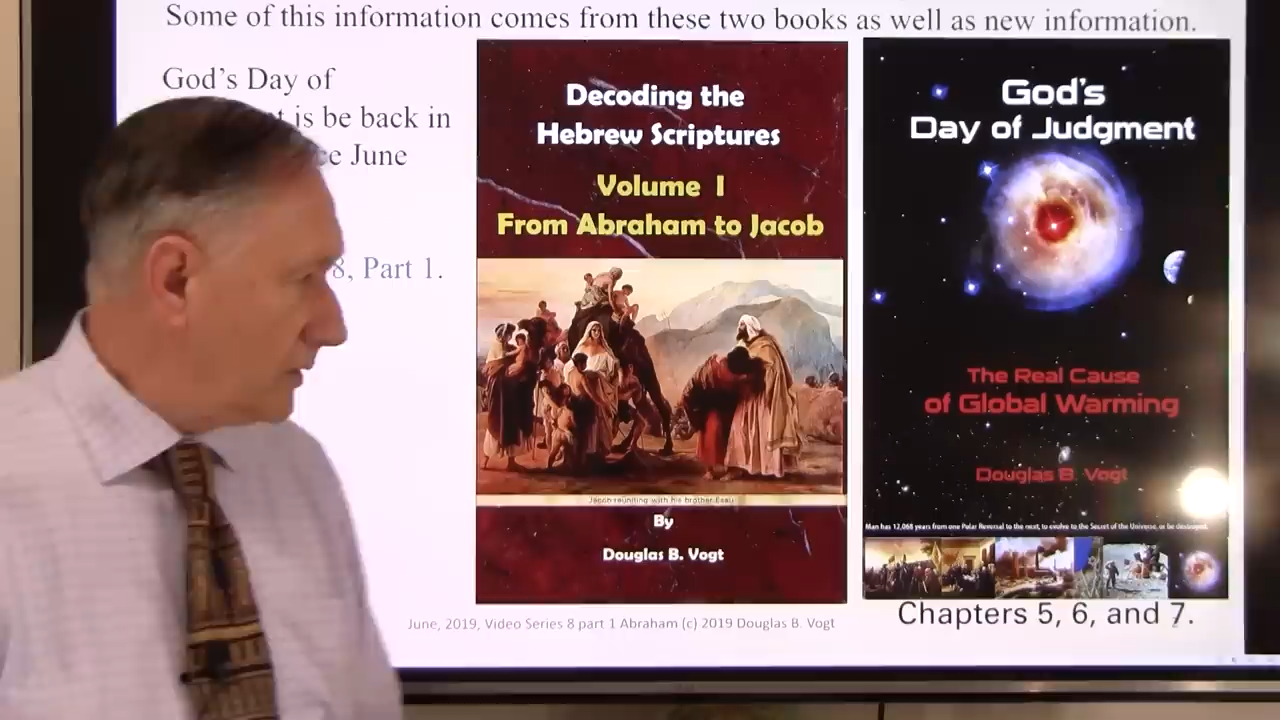 Some of this information comes from these two books as well as new information.
God's Day of
is be back in
June
8, Part 1.
Decoding the
Hebrew Scriptures
Volume I
From Abraham to Jacob
Jacob reuniting with his brother Esau
By
Douglas B. Vogt
God's
Day of Judgment
The Real Cause
of Global Warming
Douglas B. Vogt
Man has 12,068 years from one Polar Reversal to the next, to evolve to the Secret of the Universe, or be destroyed.
Chapters 5, 6, and 7.
June, 2019, Video Series 8 part 1 Abraham (c) 2019 Douglas B. Vogt